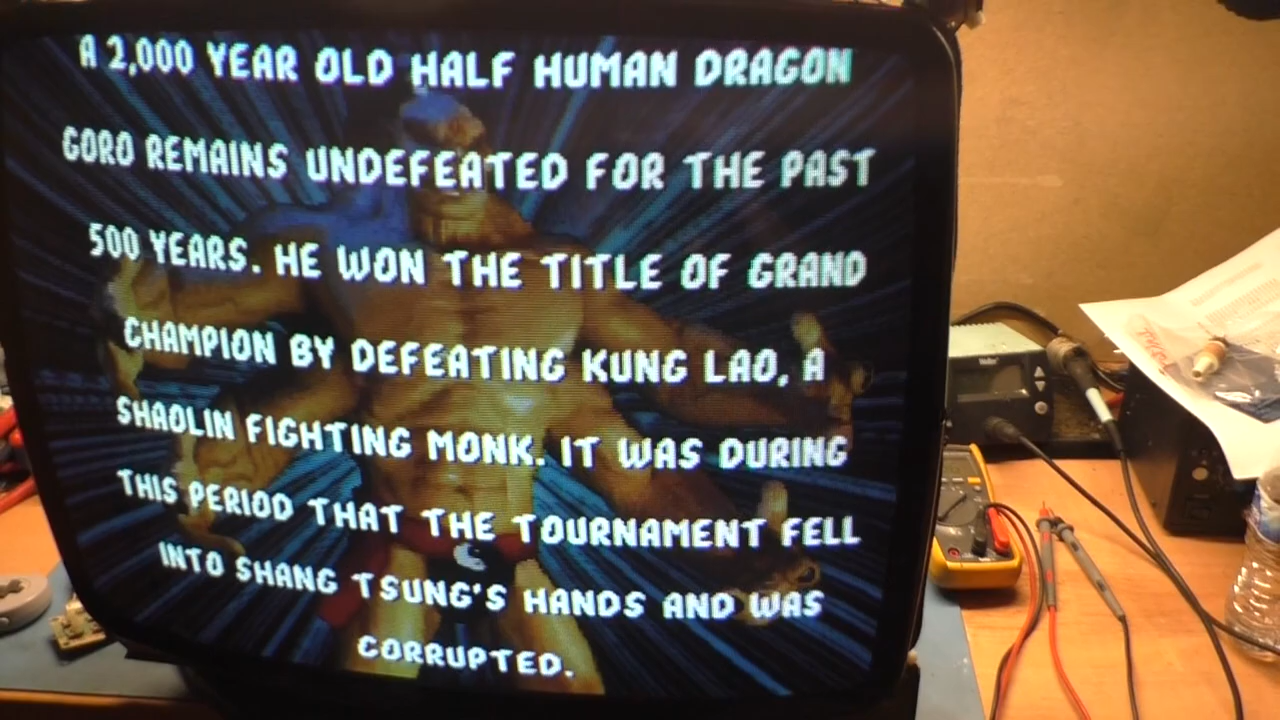 A 2,000 YEAR OLD HALF HUMAN DRAGON
GORO REMAINS UNDEFEATED FOR THE PAST
500 YEARS. HE WON THE TITLE OF GRAND
CHAMPION BY DEFEATING KUNG LAO, A
SHAOLIN FIGHTING MONK. IT WAS DURING
THIS PERIOD THAT THE TOURNAMENT FELL
INTO SHANG TSUNG'S HANDS AND WAS
CORRUPTED.
Weller